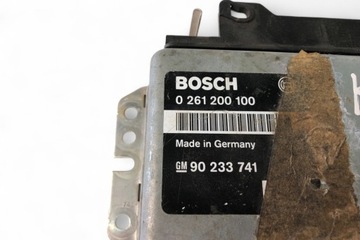 BOSCH
0 261 200 100
Made in Germany
GM 90 233 741